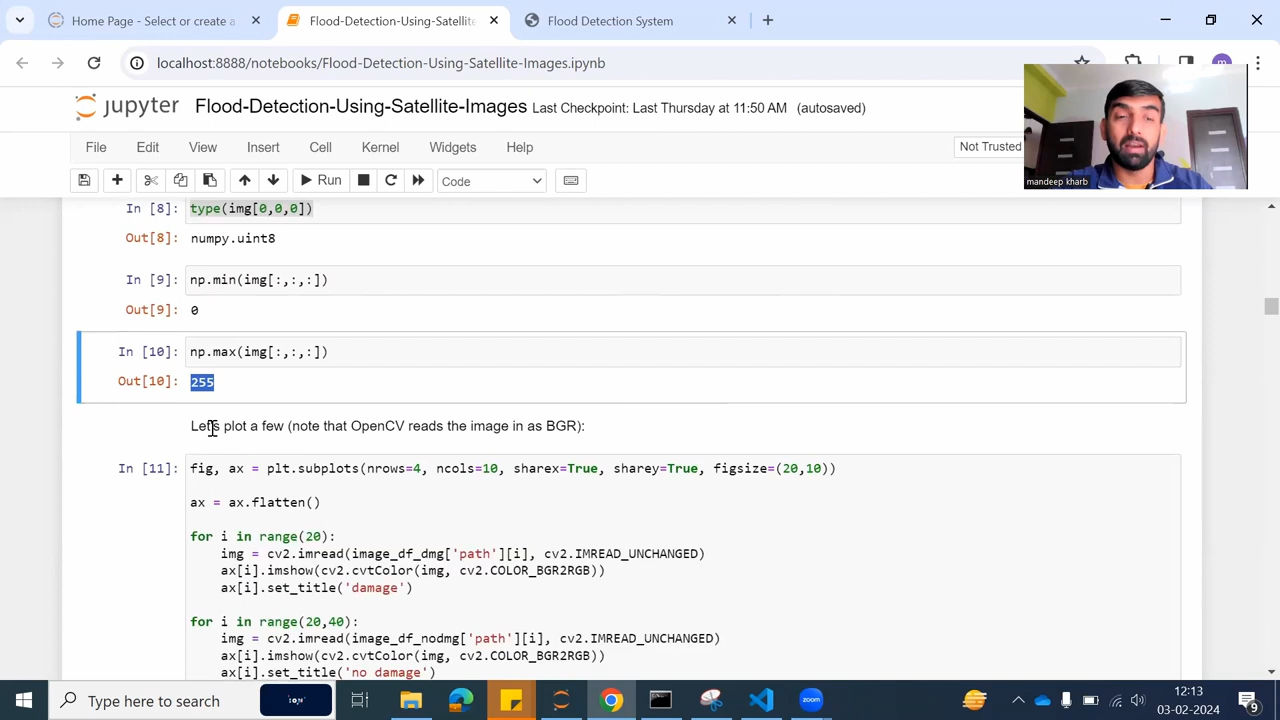 Home Page - Select or create a
Flood-Detection-Using-Satellite
Flood Detection System
localhost:8888/notebooks/Flood-Detection-Using-Satellite-Images.ipynb
jupyter
Flood-Detection-Using-Satellite-Images Last Checkpoint: Last Thursday at 11:50 AM (autosaved)
File Edit View Insert Cell Kernel Widgets Help
Not Trusted
mandeep kharb
Run
Code
In [8]: type(img[0,0,0])
Out[8]: numpy.uint8
In [9]: np.min(img[:,:,:])
Out[9]: 0
In [10]: np.max(img[:,:,:])
Out[10]: 255
Let's plot a few (note that OpenCV reads the image in as BGR):
In [11]: fig, ax = plt.subplots(nrows=4, ncols=10, sharex=True, sharey=True, figsize=(20,10))
ax = ax.flatten()
for i in range(20):
img = cv2.imread(image_df_dmg['path'][i], cv2.IMREAD_UNCHANGED)
ax[i].imshow(cv2.cvtColor(img, cv2.COLOR_BGR2RGB))
ax[i].set_title('damage')
for i in range(20,40):
img = cv2.imread(image_df_nodmg['path'][i], cv2.IMREAD_UNCHANGED)
ax[i].imshow(cv2.cvtColor(img, cv2.COLOR_BGR2RGB))
ax[i].set_title('no damage')
Type here to search
zoom
12:13
03-02-2024
9